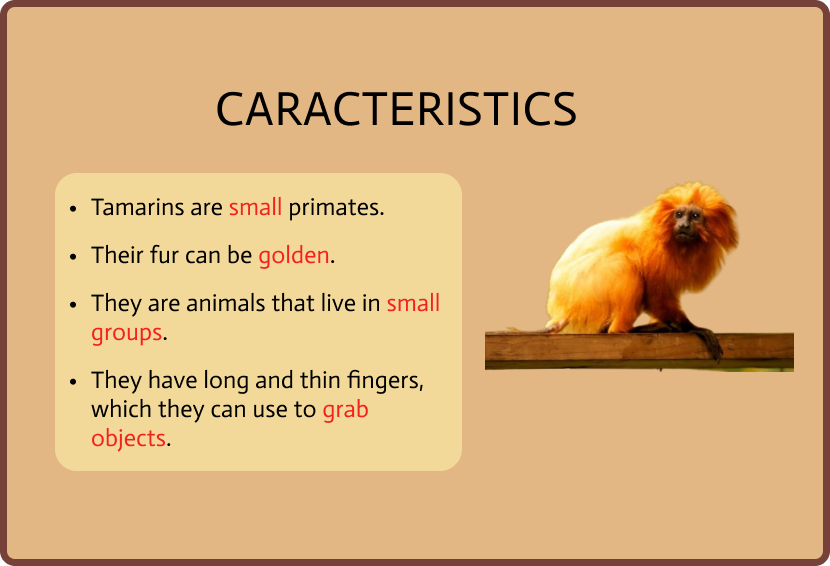 CARACTERISTICS
• Tamarins are small primates.
• Their fur can be golden.
• They are animals that live in small
groups.
• They have long and thin fingers,
which they can use to grab
objects.